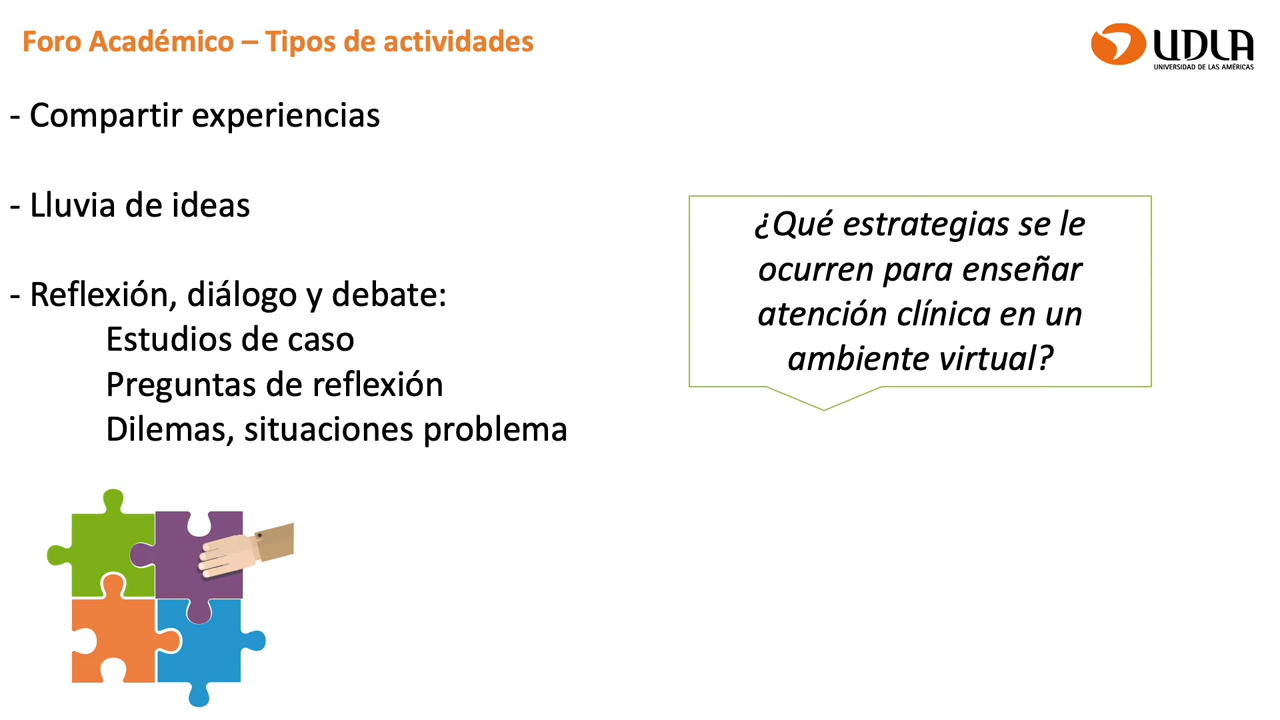 Foro Académico – Tipos de actividades
UDLA
UNIVERSIDAD DE LAS AMÉRICAS
- Compartir experiencias
- Lluvia de ideas
- Reflexión, diálogo y debate:
Estudios de caso
Preguntas de reflexión
Dilemas, situaciones problema
¿Qué estrategias se le
ocurren para enseñar
atención clínica en un
ambiente virtual?